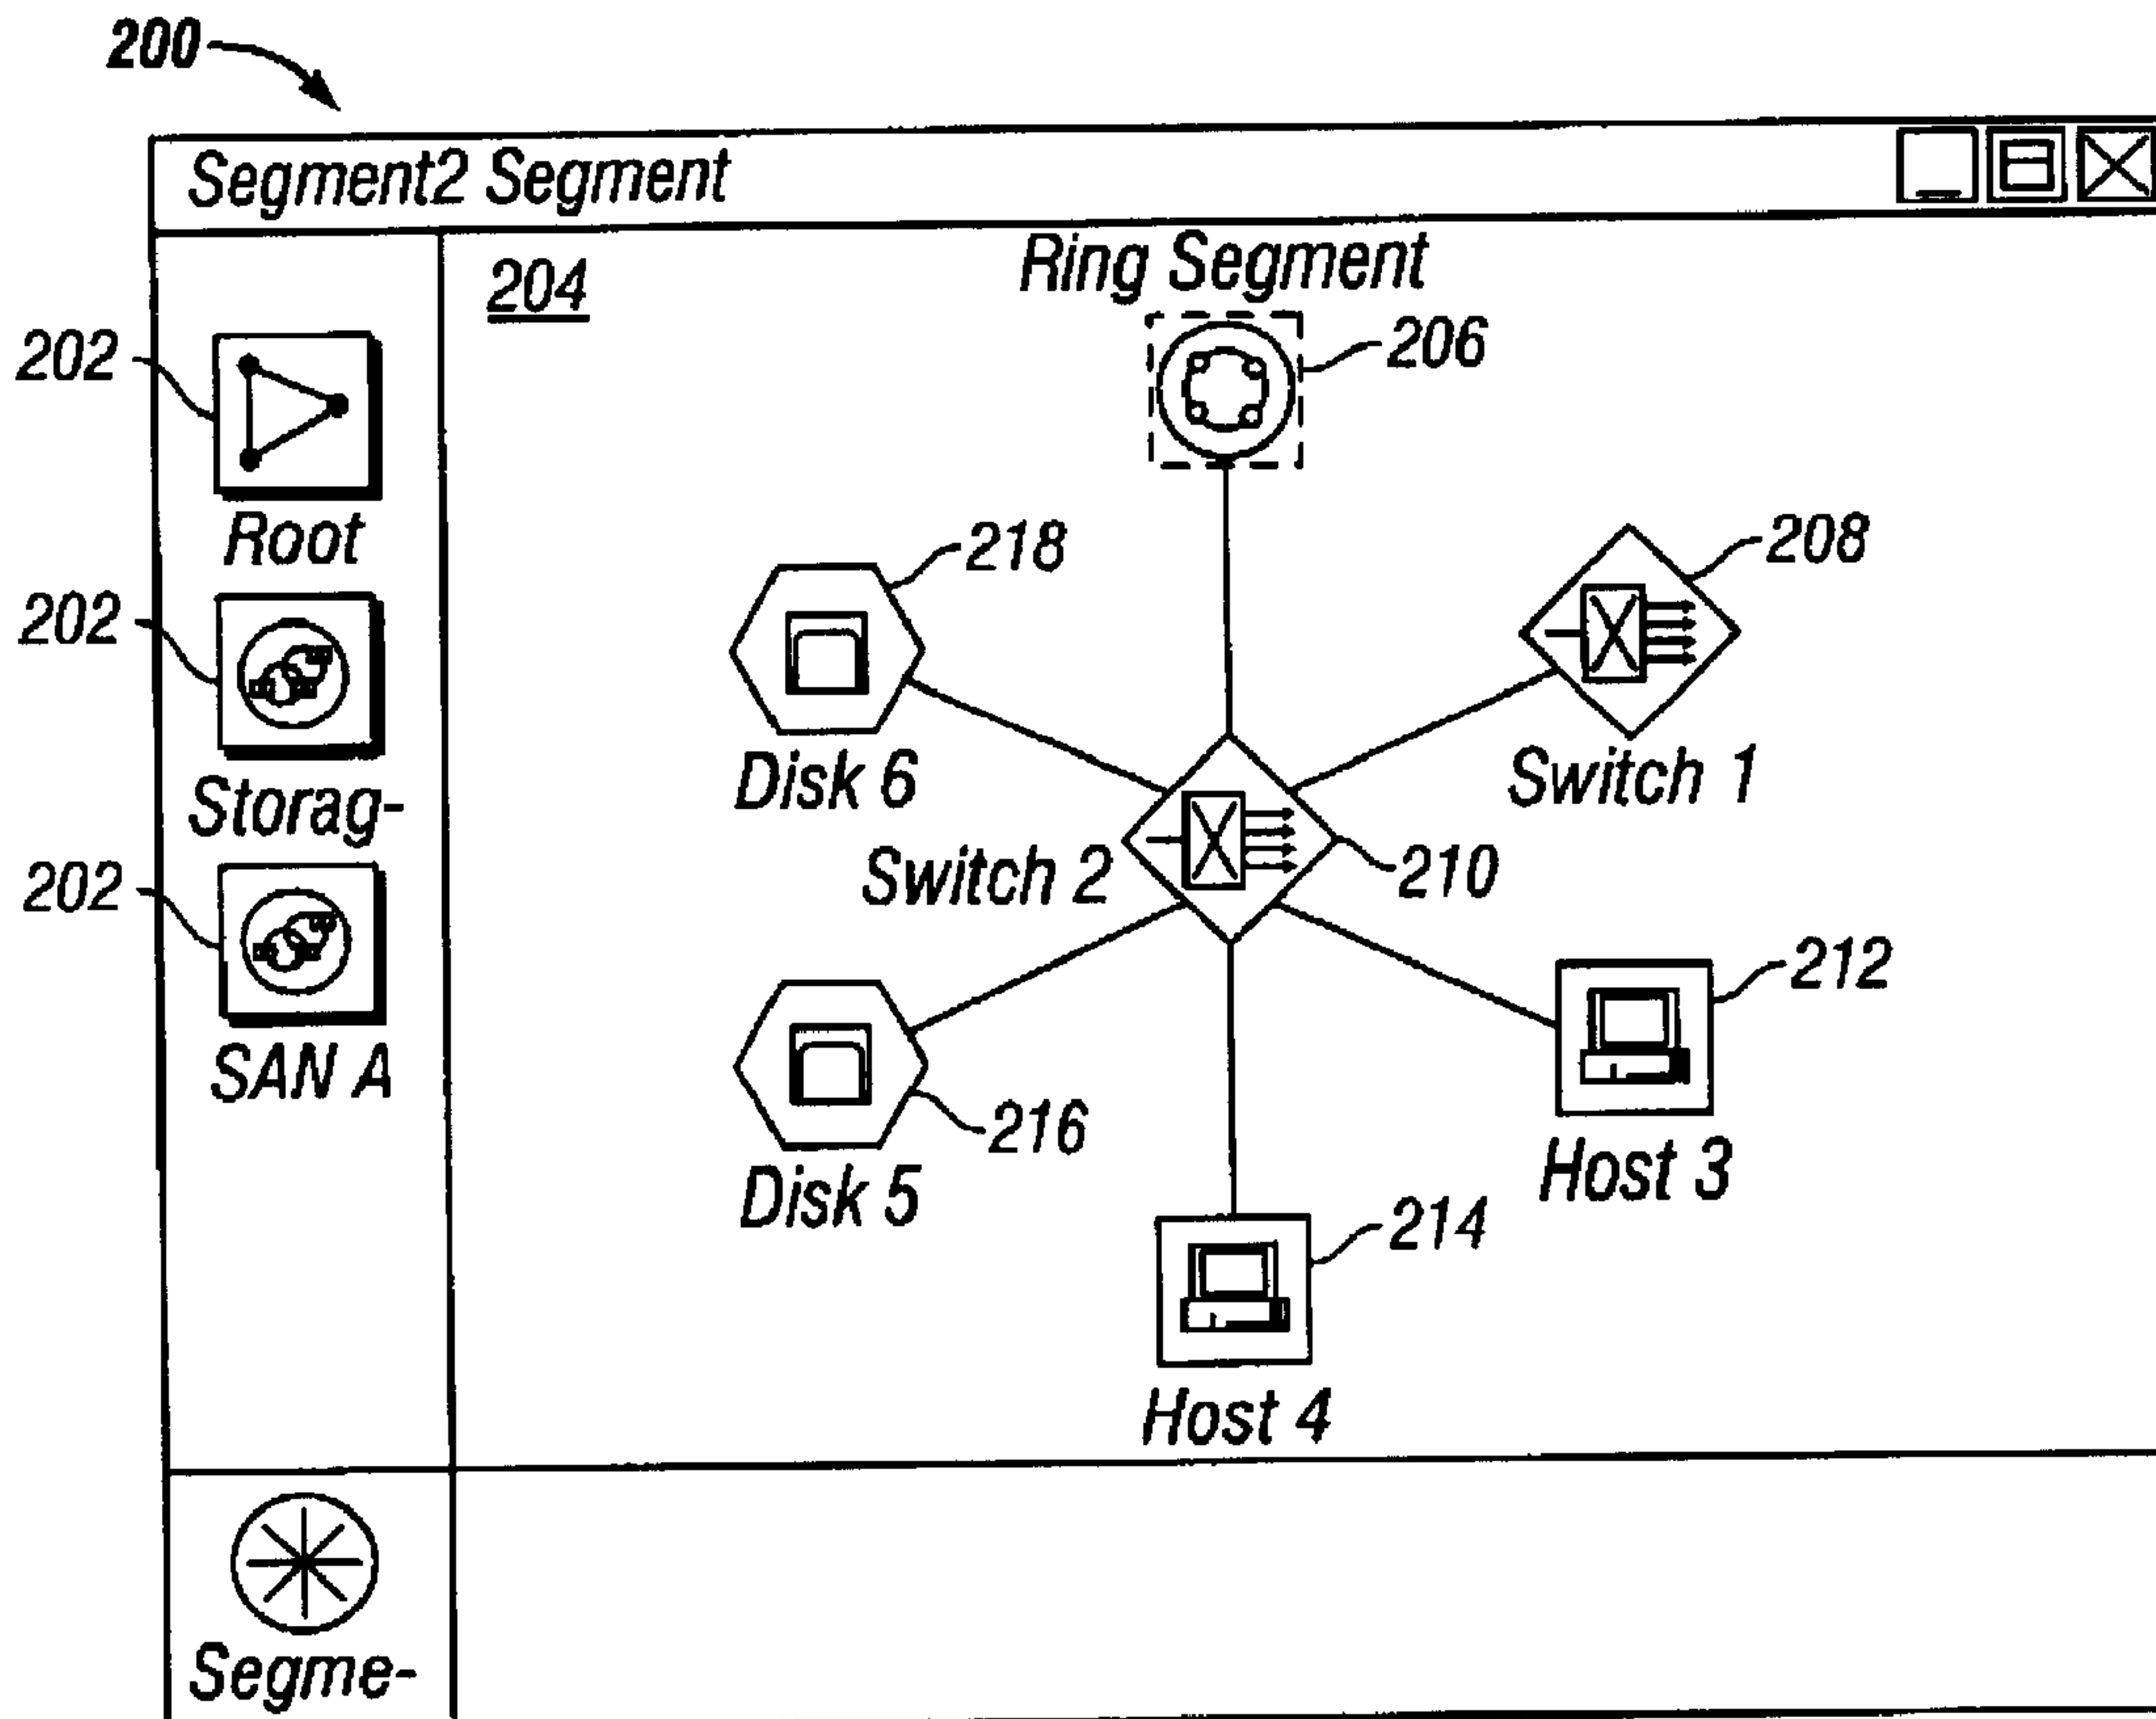 200
Segment2 Segment
204
Ring Segment
202
206
Root
218
208
202
Disk 6
Switch 1
Storag-
Switch 2
210
202
212
SAN A
216
Disk 5
Host 3
214
Host 4
Segme-